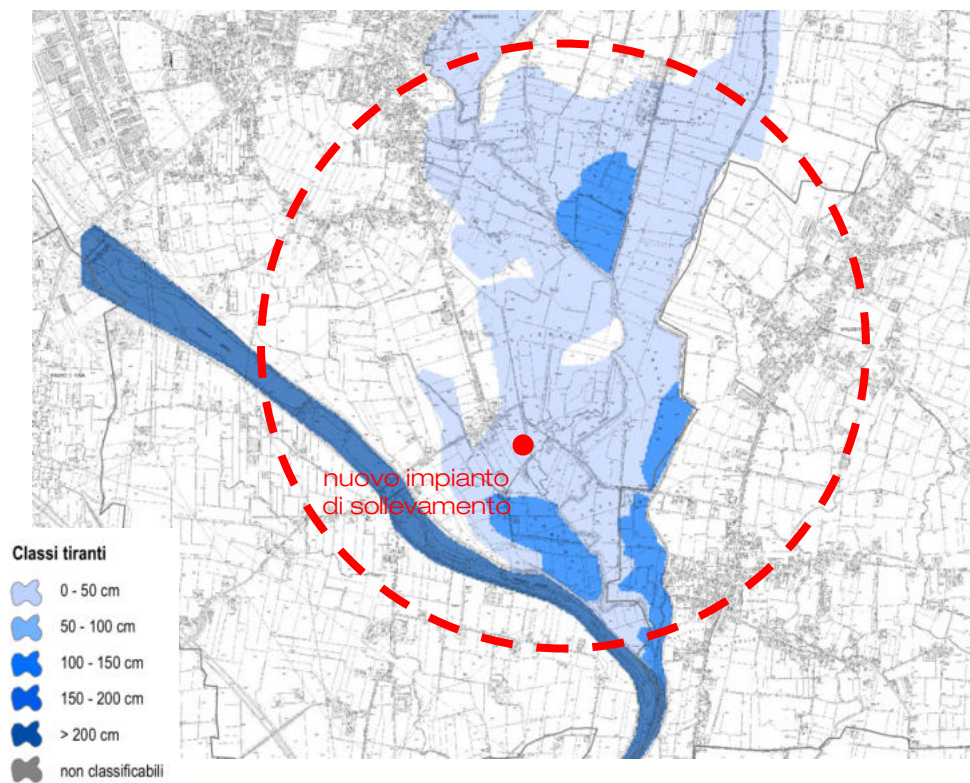 nuovo impianto
di sollevamento
Classi tiranti
0 - 50 cm
50 - 100 cm
100 - 150 cm
150 - 200 cm
> 200 cm
non classificabili